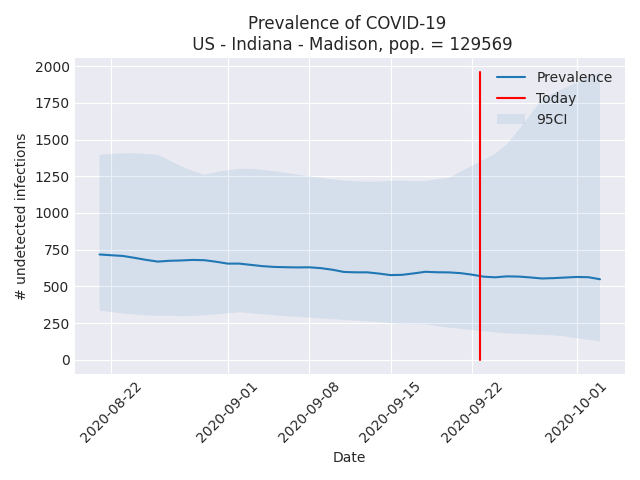 Prevalence of COVID-19
US - Indiana - Madison, pop. = 129569
2000
1750
1500
1250
1000
750
500
250
0
# undetected infections
Prevalence
Today
95CI
2020-08-22
2020-09-01
2020-09-08
2020-09-15
2020-09-22
2020-10-01
Date